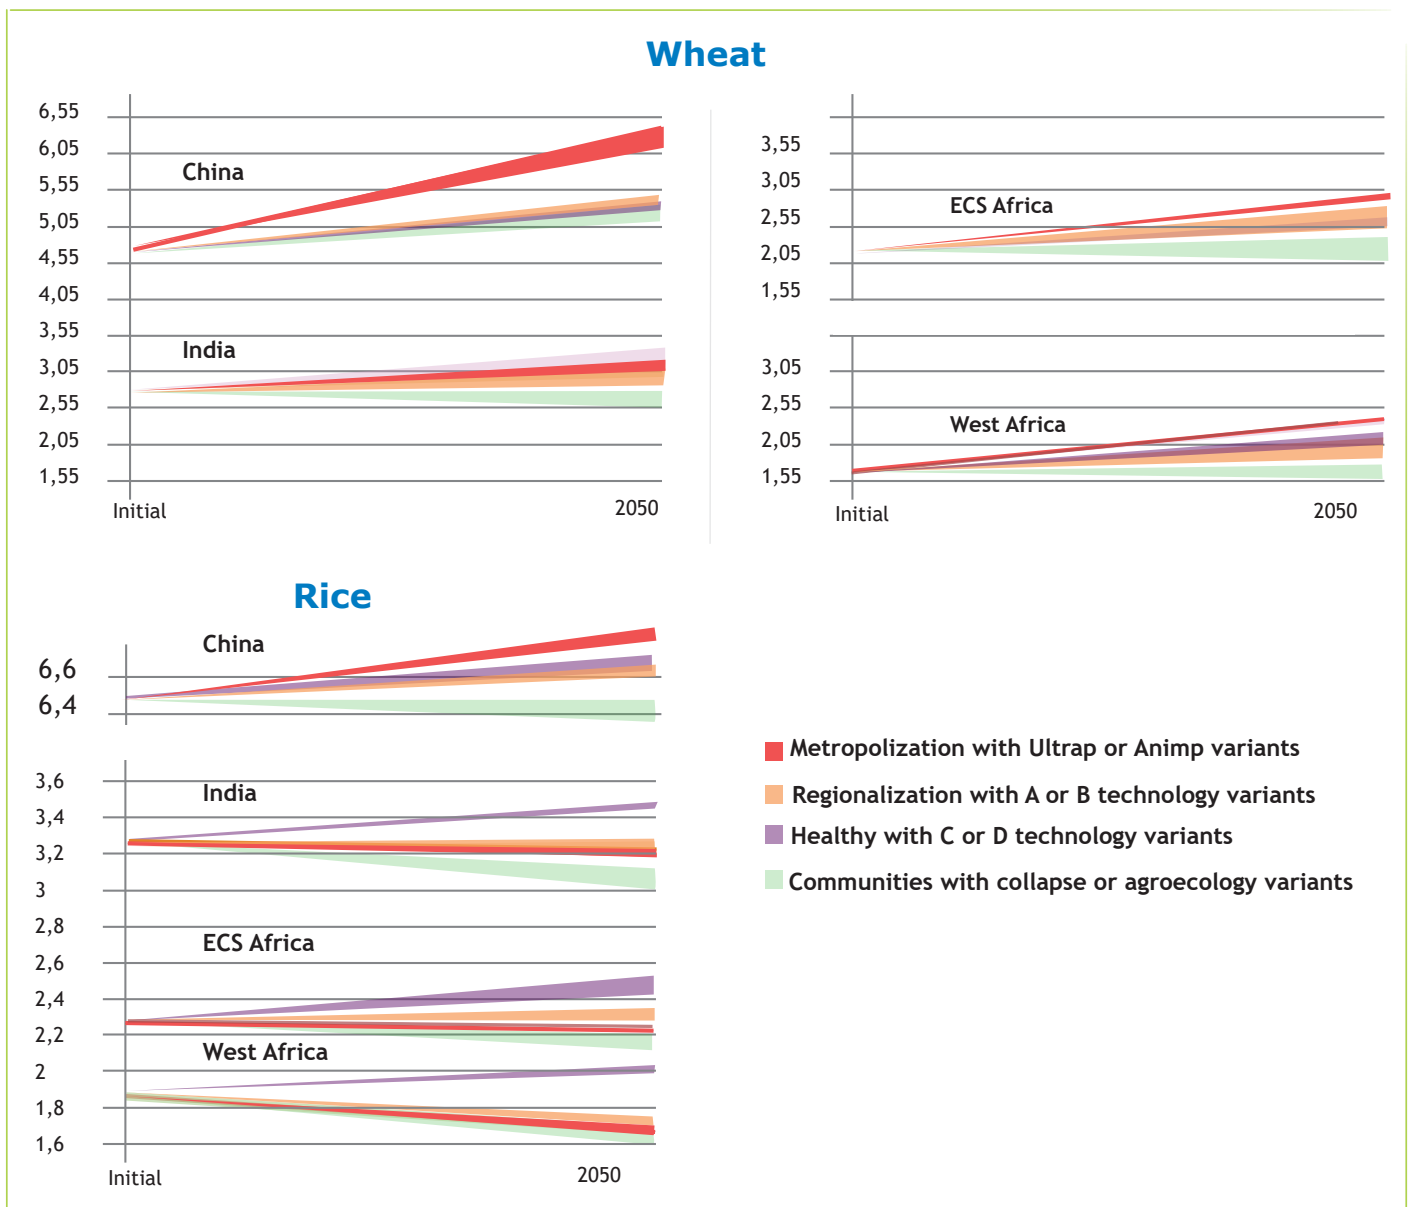 Wheat
6,55
6,05
5,55
5,05
4,55
4,05
3,55
3,05
2,55
2,05
1,55
China
India
Initial
2050
3,55
3,05
2,55
2,05
1,55
ECS Africa
3,05
2,55
2,05
1,55
West Africa
Initial
2050
Rice
China
6,6
6,4
3,6
3,4
3,2
3
2,8
2,6
2,4
2,2
2
1,8
1,6
India
ECS Africa
West Africa
Initial
2050
Metropolization with Ultrap or Animp variants
Regionalization with A or B technology variants
Healthy with C or D technology variants
Communities with collapse or agroecology variants